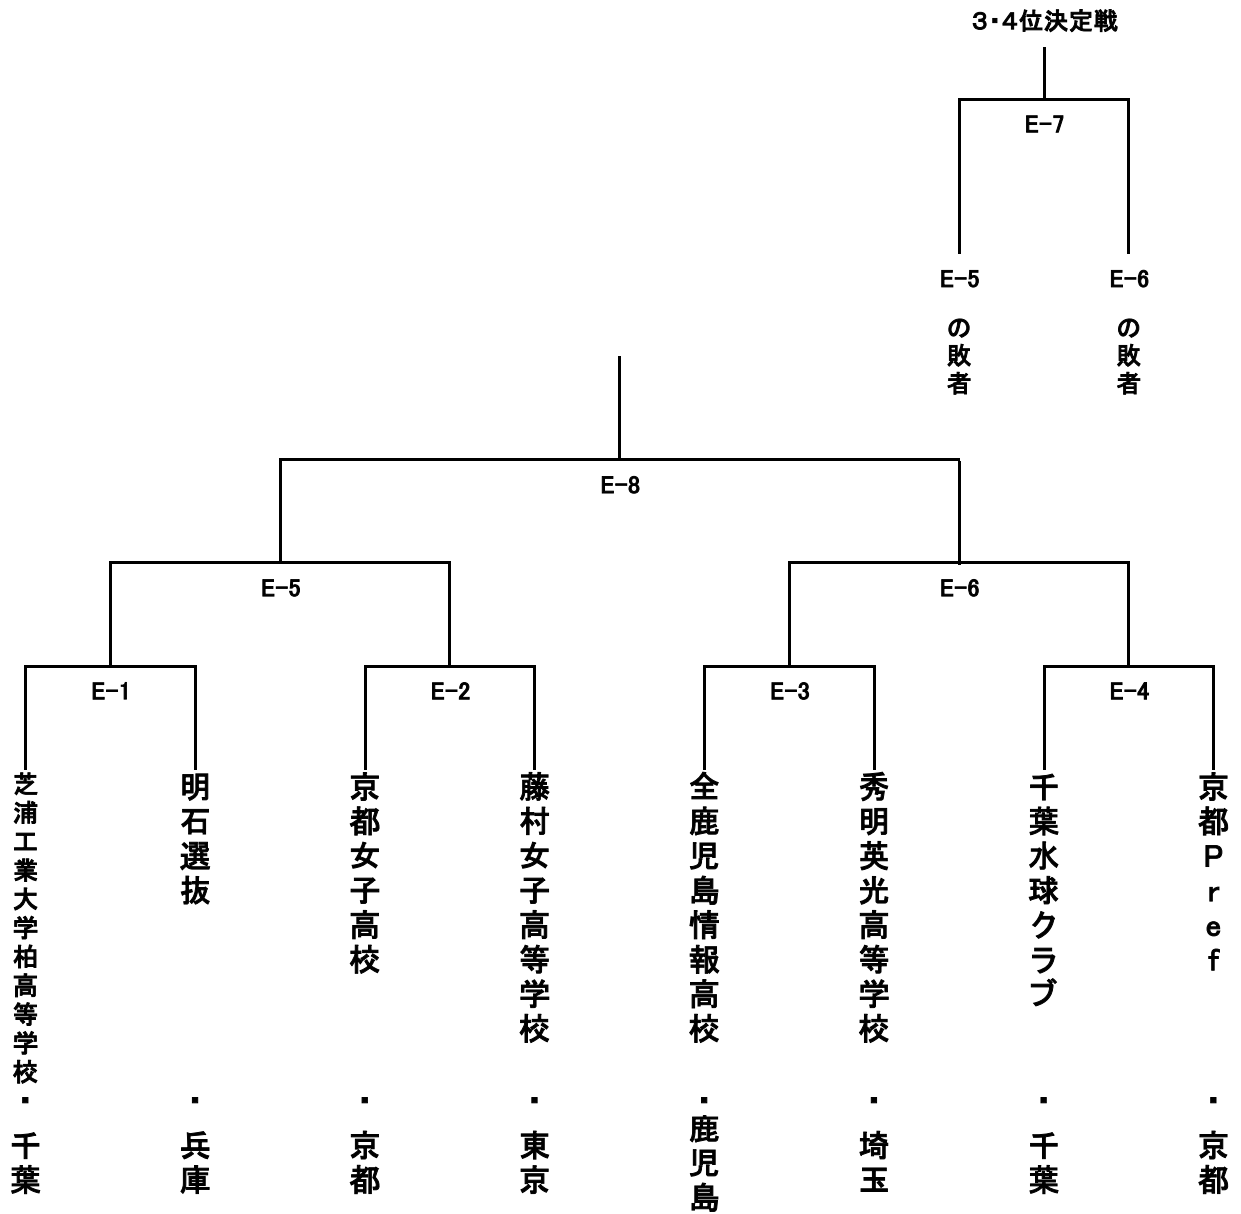 ３・４位決定戦
E-7
E-5
の敗者
E-6
の敗者
E-8
E-5
E-6
E-1
E-2
E-3
E-4
芝浦工業大学柏高等学校・千葉
明石選抜・兵庫
京都女子高校・京都
藤村女子高等学校・東京
全鹿児島情報高校・鹿児島
秀明英光高等学校・埼玉
千葉水球クラブ・千葉
京都Ｐｒｅｆ・京都